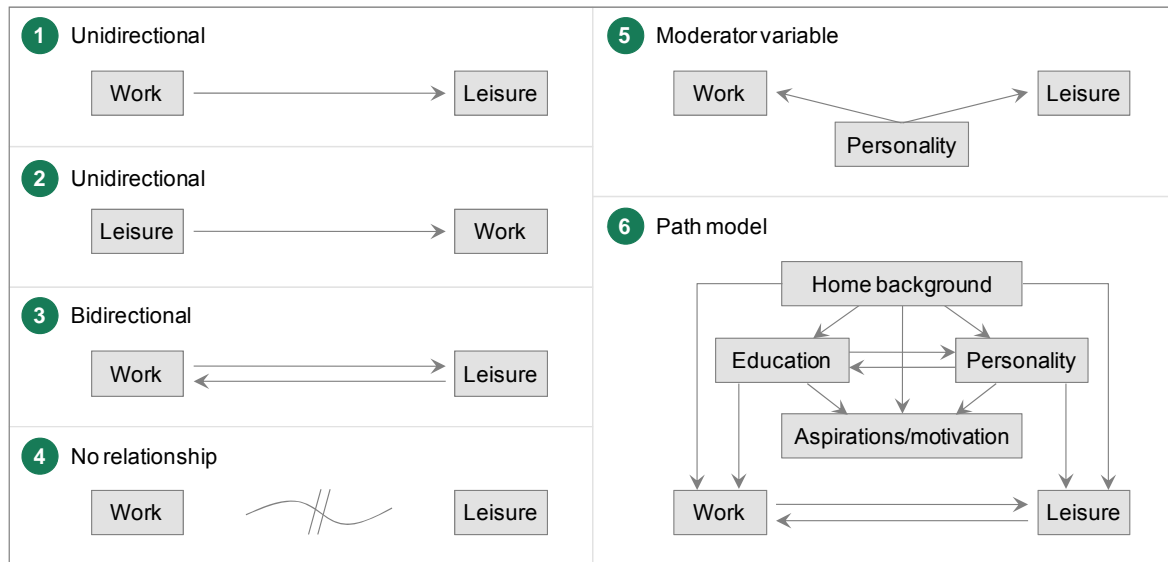 1 Unidirectional
Work Leisure
2 Unidirectional
Leisure Work
3 Bidirectional
Work Leisure
4 No relationship
Work Leisure
5 Moderator variable
Work Leisure
Personality
6 Path model
Home background
Education Personality
Aspirations/motivation
Work Leisure